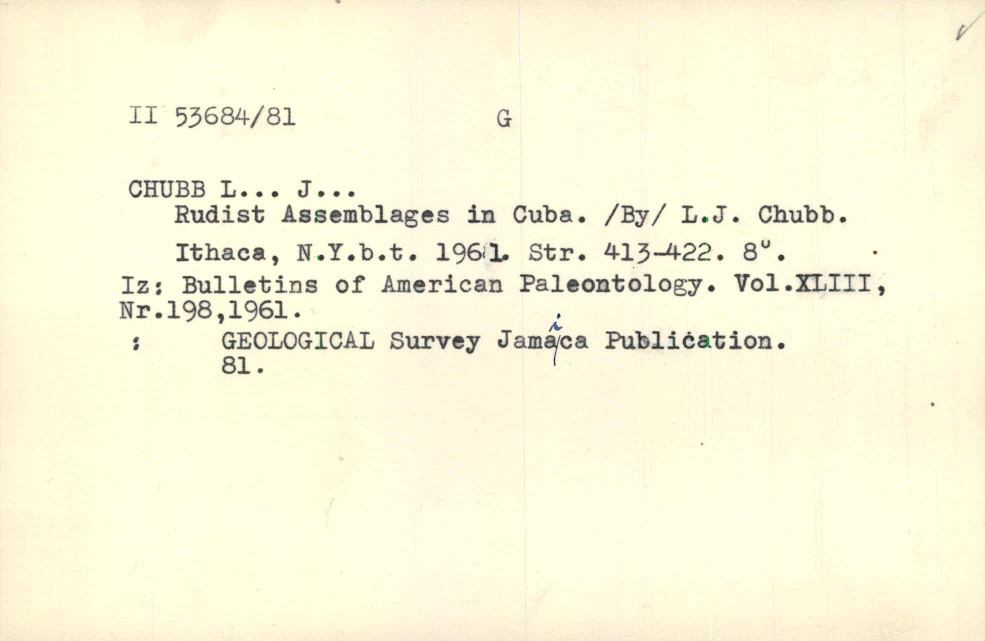 II 53684/81 G
CHUBB L... J...
Rudist Assemblages in Cuba. /By/ L.J. Chubb.
Ithaca, N.Y.b.t. 1961. Str. 413-422. 8°.
Iz: Bulletins of American Paleontology. Vol.XLIII,
Nr.198,1961.
: GEOLOGICAL Survey Jamaica Publication.
81.